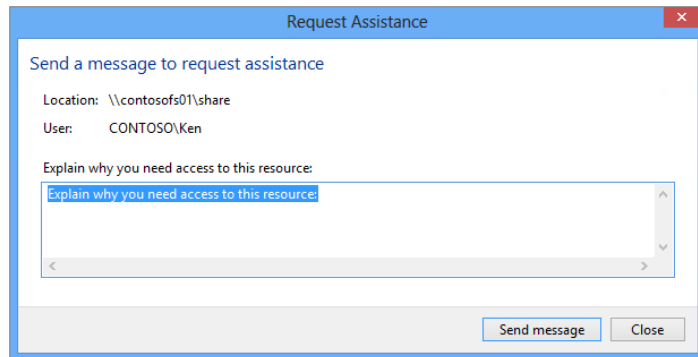 Request Assistance
Send a message to request assistance
Location: \\contosofs01\share
User: CONTOSO\Ken
Explain why you need access to this resource:
Explain why you need access to this resource:
Send message Close